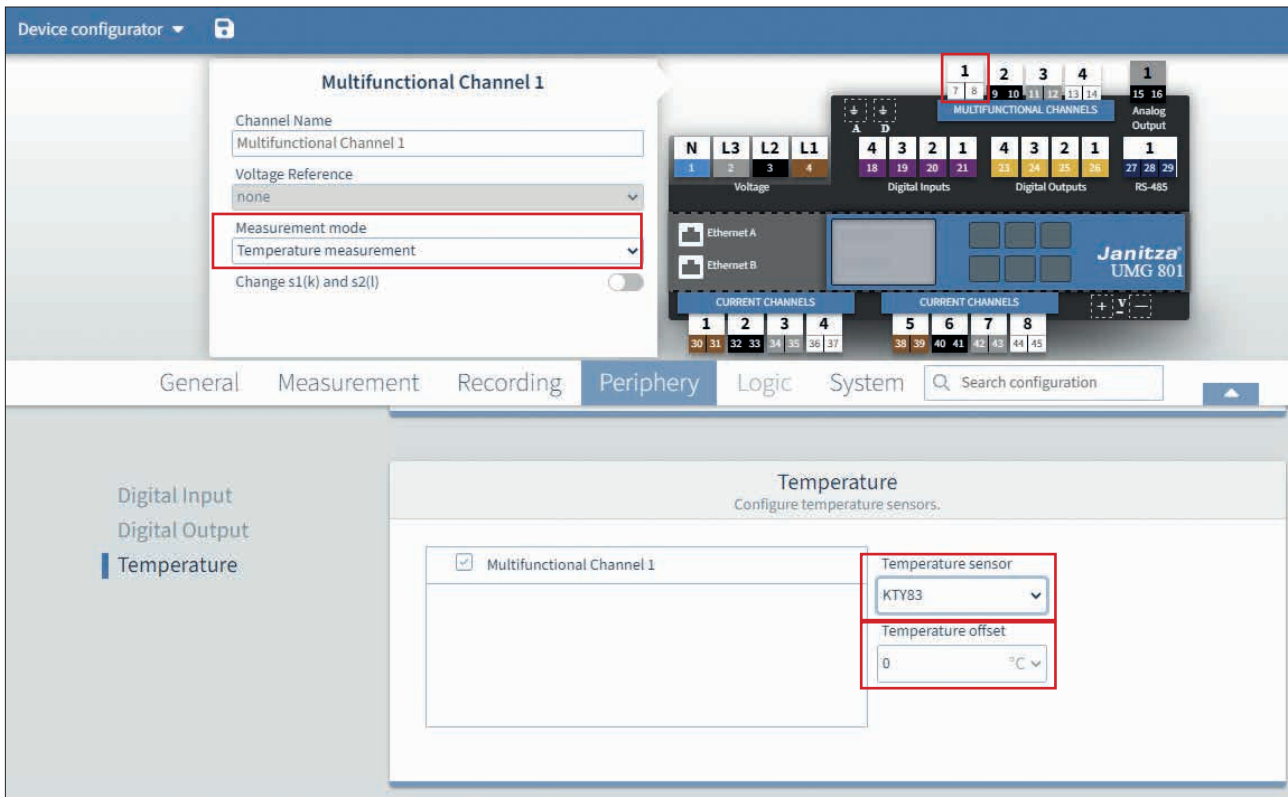 Device configurator
Multifunctional Channel 1
Channel Name
Multifunctional Channel 1
Voltage Reference
none
Measurement mode
Temperature measurement
Change s1(k) and s2(l)
1 2 3 4 1
7 8 9 10 11 12 13 14 15 16
MULTIFUNCTIONAL CHANNELS
Analog
Output
A D
N L3 L2 L1 4 3 2 1 4 3 2 1 1
1 2 3 4 18 19 20 21 23 24 25 26 27 28 29
Voltage Digital Inputs Digital Outputs RS-485
Ethernet A
Ethernet B
Janitza®
UMG 801
CURRENT CHANNELS CURRENT CHANNELS
+ V —
1 2 3 4 5 6 7 8
30 31 32 33 34 35 36 37 38 39 40 41 42 43 44 45
General Measurement Recording Periphery Logic System Search configuration
Digital Input
Digital Output
Temperature
Temperature
Configure temperature sensors.
Multifunctional Channel 1
Temperature sensor
KTY83
Temperature offset
0 °C